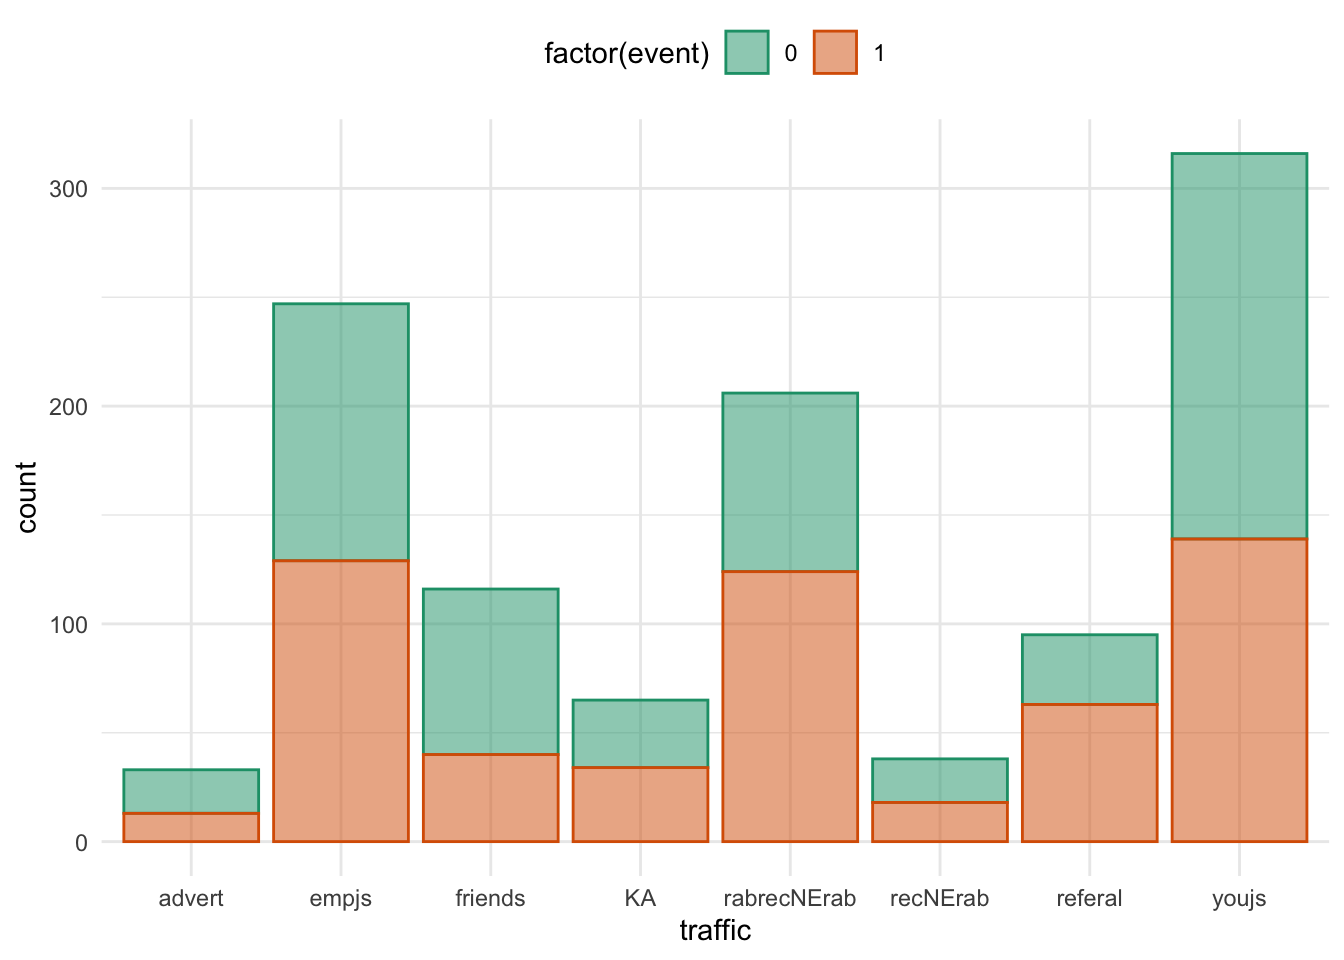 factor(event) 0 1
300
200
100
0
count
advert empjs friends KA rabrecNErab recNErab referal youjs
traffic